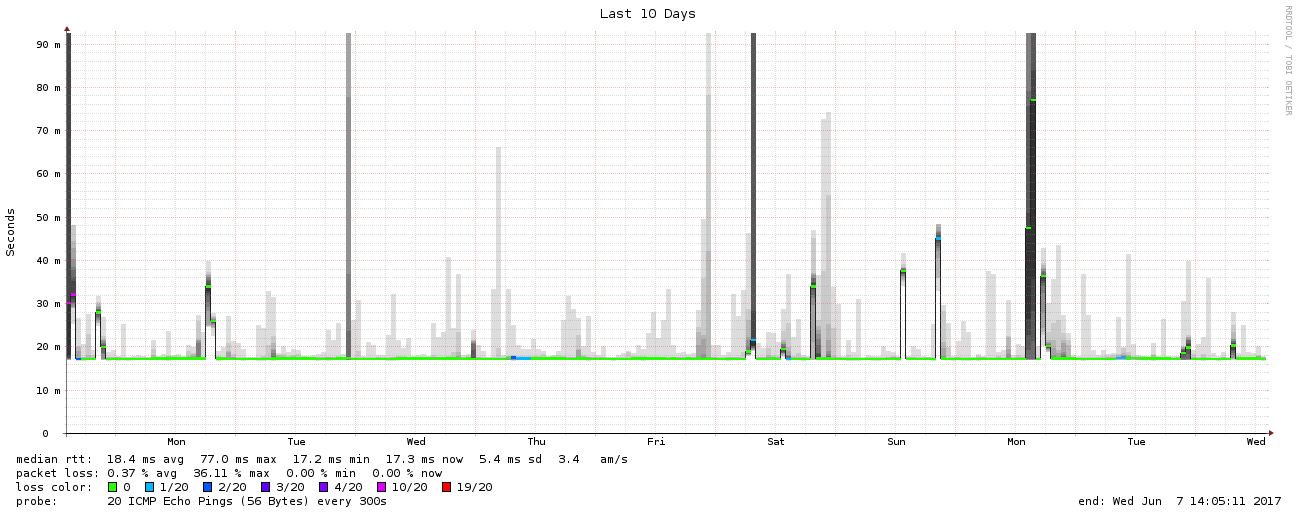 Last 10 Days
RRDTOOL / TOBI OETIKER
Seconds
90 m
80 m
70 m
60 m
50 m
40 m
30 m
20 m
10 m
0
Mon Tue Wed Thu Fri Sat Sun Mon Tue Wed
median rtt: 18.4 ms avg 77.0 ms max 17.2 ms min 17.3 ms now 5.4 ms sd 3.4 am/s
packet loss: 0.37 % avg 36.11 % max 0.00 % min 0.00 % now
loss color: 0 1/20 2/20 3/20 4/20 10/20 19/20
probe: 20 ICMP Echo Pings (56 Bytes) every 300s end: Wed Jun 7 14:05:11 2017